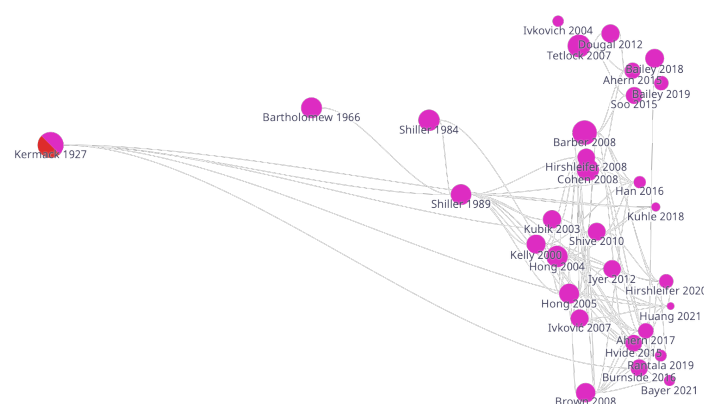 Ivkovich 2004
Dougal 2012
Tetlock 2007
Bailey 2018
Ahern 2015
Bailey 2019
Soo 2015
Bartholomew 1966
Shiller 1984
Barber 2008
Kermack 1927
Hirshleifer 2008
Cohen 2008
Han 2016
Shiller 1989
Kuhle 2018
Kubik 2003
Shive 2010
Kelly 2000
Hong 2004
Iyer 2012
Hirshleifer 2020
Hong 2005
Huang 2021
Ivković 2007
Ahern 2017
Hvide 2015
Rantala 2019
Burnside 2016
Bayer 2021
Brown 2008